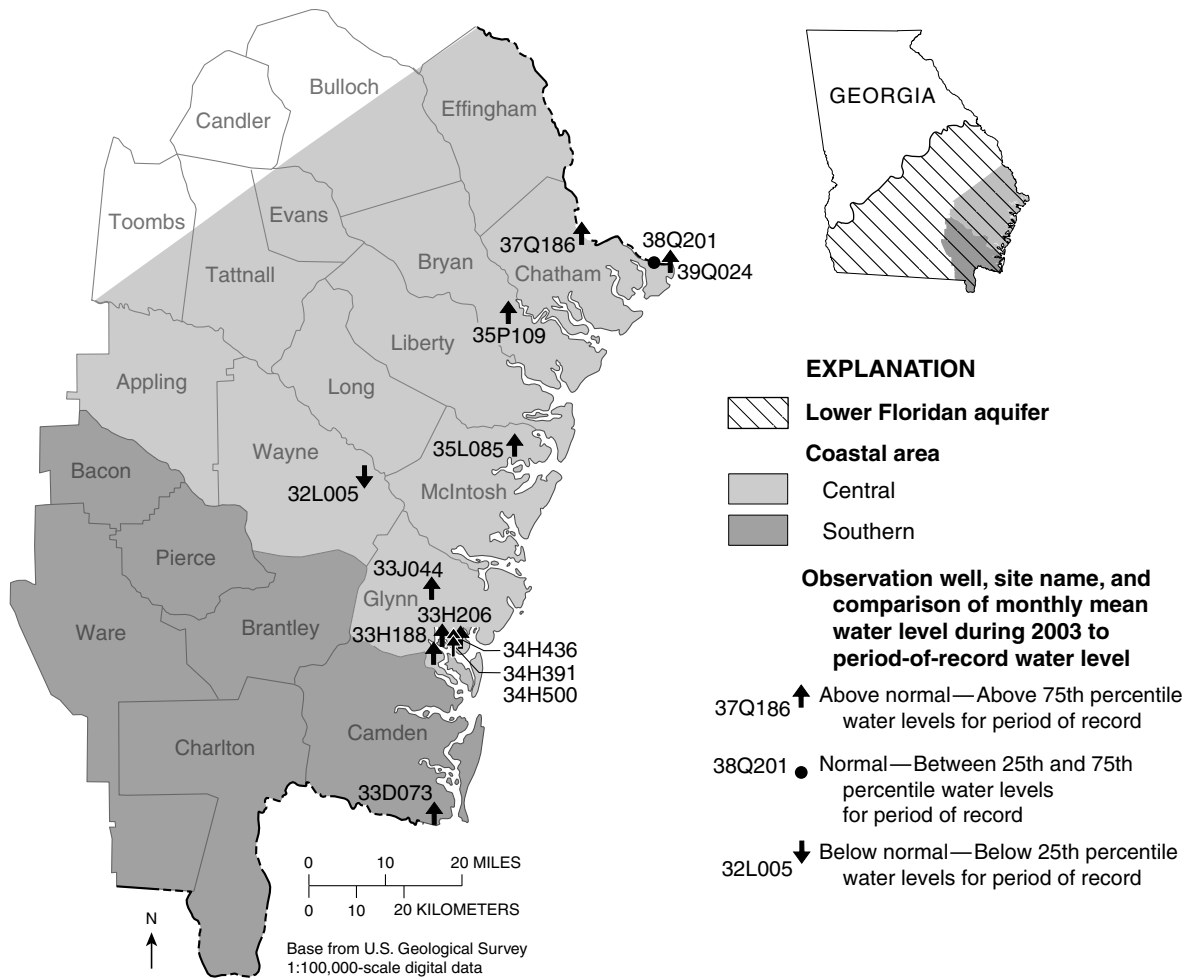 Bulloch
Effingham
Candler
Toombs
Evans
Tattnall
Bryan
37Q186
38Q201
39Q024
Chatham
35P109
Liberty
Appling
Long
Wayne
35L085
Bacon
32L005
McIntosh
Pierce
33J044
Glynn
33H206
Ware
Brantley
33H188
34H436
34H391
34H500
Charlton
Camden
33D073
0 10 20 MILES
0 10 20 KILOMETERS
N
Base from U.S. Geological Survey
1:100,000-scale digital data
GEORGIA
EXPLANATION
Lower Floridan aquifer
Coastal area
Central
Southern
Observation well, site name, and
comparison of monthly mean
water level during 2003 to
period-of-record water level
37Q186 Above normal—Above 75th percentile
water levels for period of record
38Q201 Normal—Between 25th and 75th
percentile water levels
for period of record
32L005 Below normal—Below 25th percentile
water levels for period of record